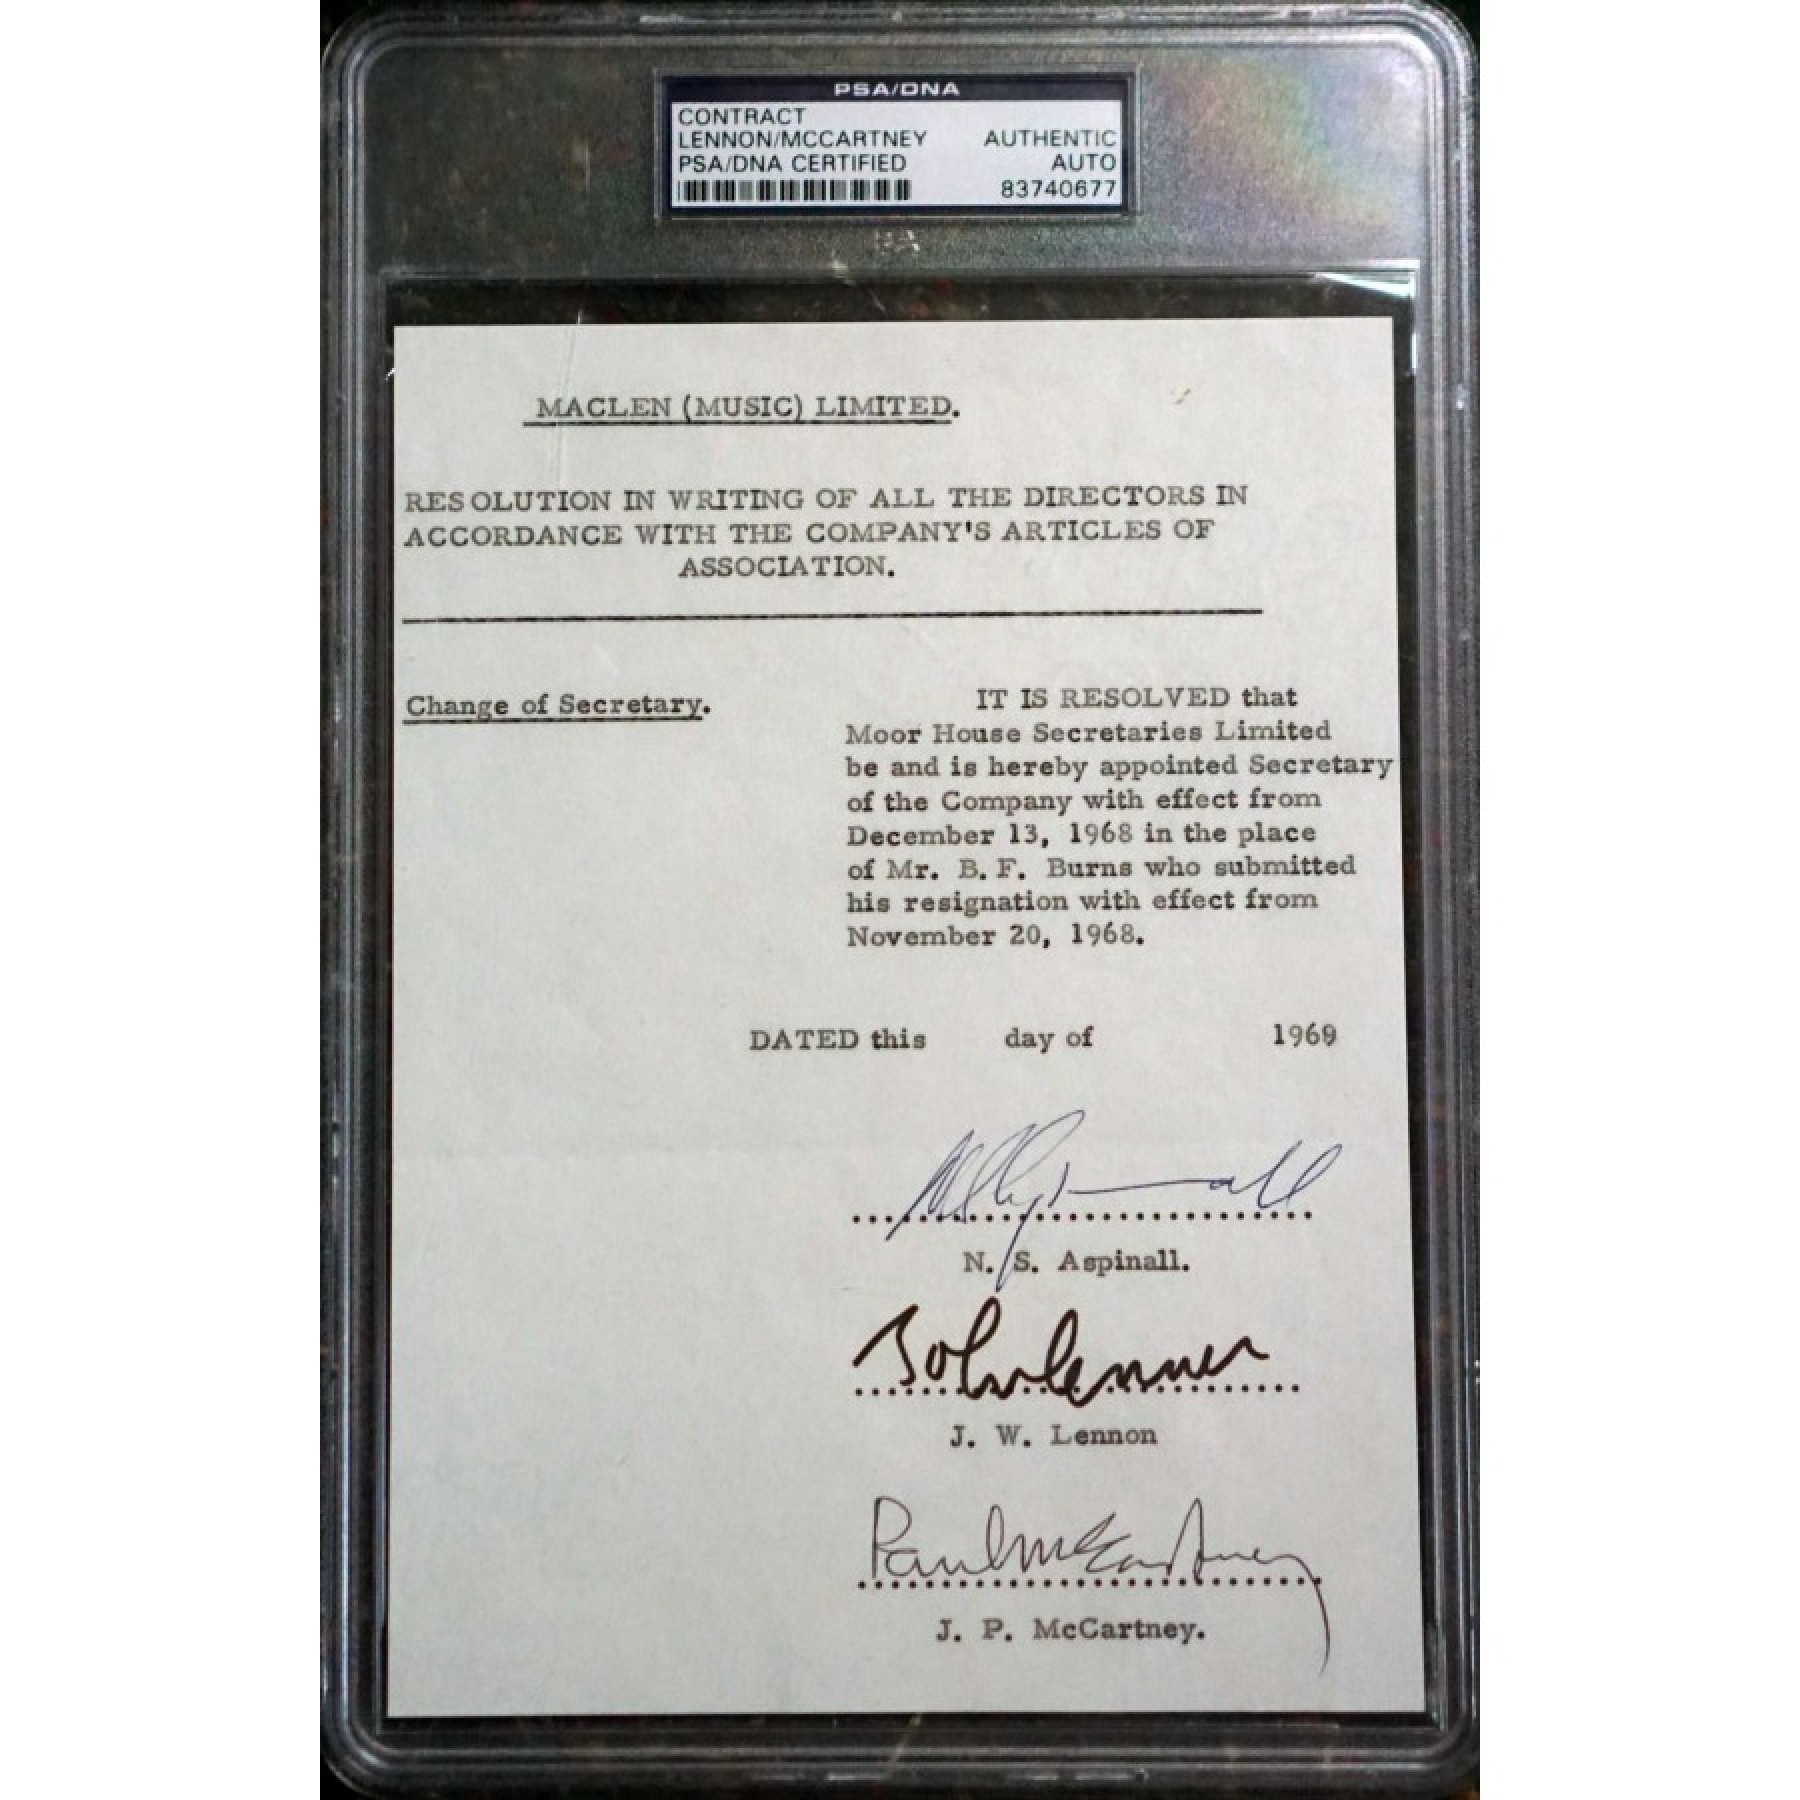 PSA/DNA
CONTRACT
LENNON/MCCARTNEY AUTHENTIC
PSA/DNA CERTIFIED AUTO
83740677
MACLEN (MUSIC) LIMITED.
RESOLUTION IN WRITING OF ALL THE DIRECTORS IN
ACCORDANCE WITH THE COMPANY'S ARTICLES OF
ASSOCIATION.
Change of Secretary.
IT IS RESOLVED that
Moor House Secretaries Limited
be and is hereby appointed Secretary
of the Company with effect from
December 13, 1968 in the place
of Mr. B. F. Burns who submitted
his resignation with effect from
November 20, 1968.
DATED this day of 1969
N. S. Aspinall.
John Lennon
J. W. Lennon
Paul McCartney
J. P. McCartney.